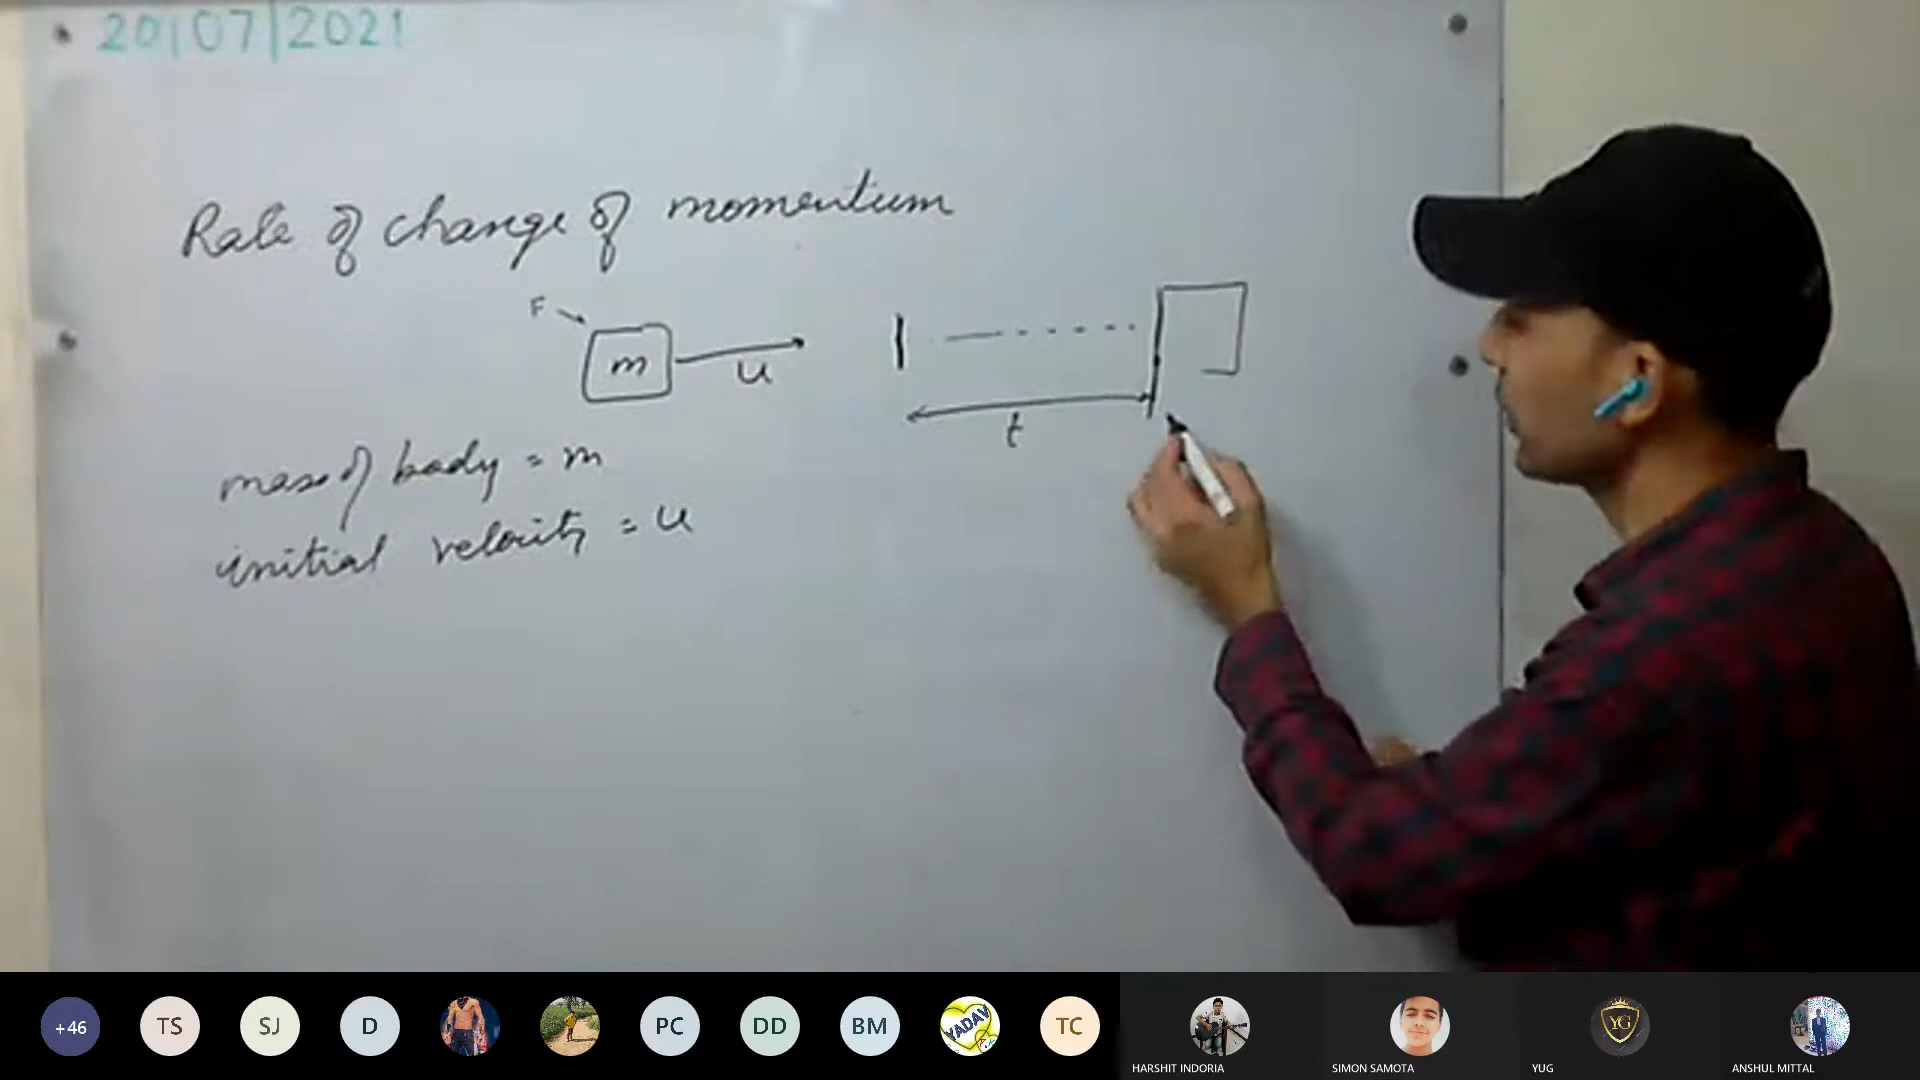 20/07/2021
Rate of change of momentum
F
m
u
t
mass of body = m
initial velocity = u
+46
TS
SJ
D
PC
DD
BM
YADAV
TC
YG
HARSHIT INDORIA
SIMON SAMOTA
YUG
ANSHUL MITTAL